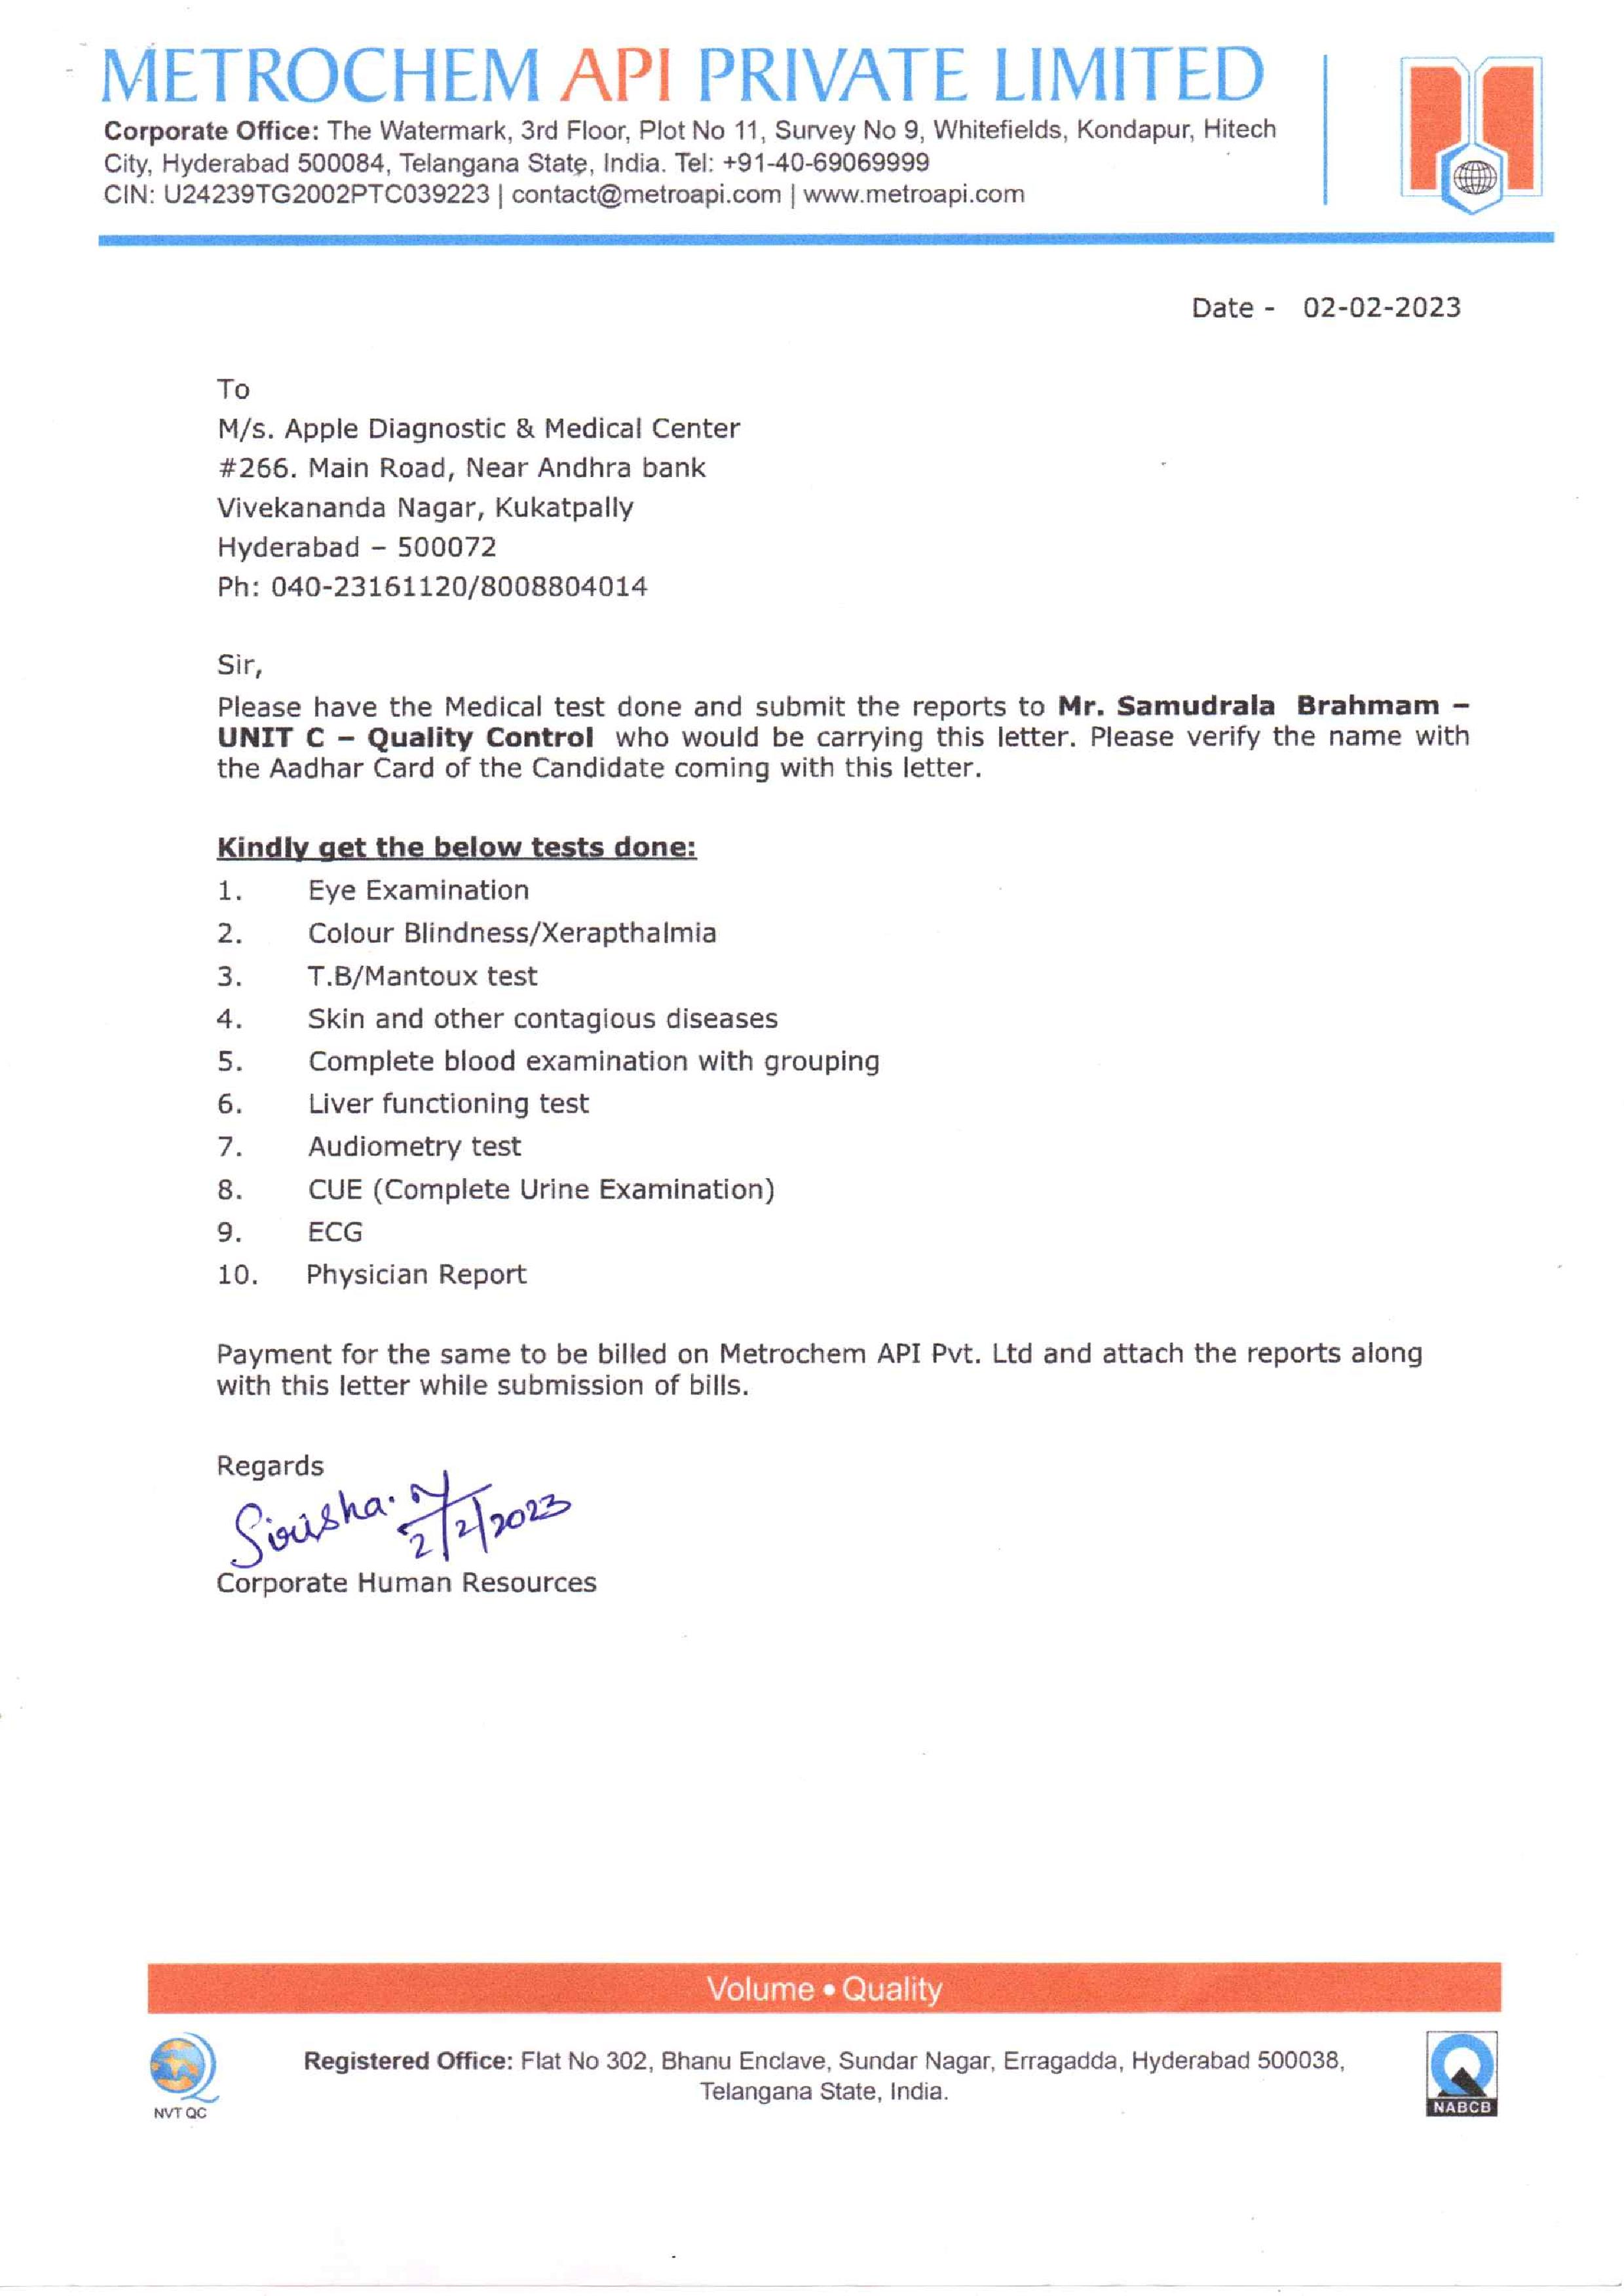 METROCHEM API PRIVATE LIMITED
Corporate Office: The Watermark, 3rd Floor, Plot No 11, Survey No 9, Whitefields, Kondapur, Hitech
City, Hyderabad 500084, Telangana State, India. Tel: +91-40-69069999
CIN: U24239TG2002PTC039223 | contact@metroapi.com | www.metroapi.com
Date - 02-02-2023
To
M/s. Apple Diagnostic & Medical Center
#266. Main Road, Near Andhra bank
Vivekananda Nagar, Kukatpally
Hyderabad – 500072
Ph: 040-23161120/8008804014
Sir,
Please have the Medical test done and submit the reports to Mr. Samudrala Brahmam –
UNIT C – Quality Control who would be carrying this letter. Please verify the name with
the Aadhar Card of the Candidate coming with this letter.
Kindly get the below tests done:
1. Eye Examination
2. Colour Blindness/Xerapthalmia
3. T.B/Mantoux test
4. Skin and other contagious diseases
5. Complete blood examination with grouping
6. Liver functioning test
7. Audiometry test
8. CUE (Complete Urine Examination)
9. ECG
10. Physician Report
Payment for the same to be billed on Metrochem API Pvt. Ltd and attach the reports along
with this letter while submission of bills.
Regards
Sirisha. 2/2/2023
Corporate Human Resources
Volume • Quality
Registered Office: Flat No 302, Bhanu Enclave, Sundar Nagar, Erragadda, Hyderabad 500038,
Telangana State, India.
NVT QC
NABCB